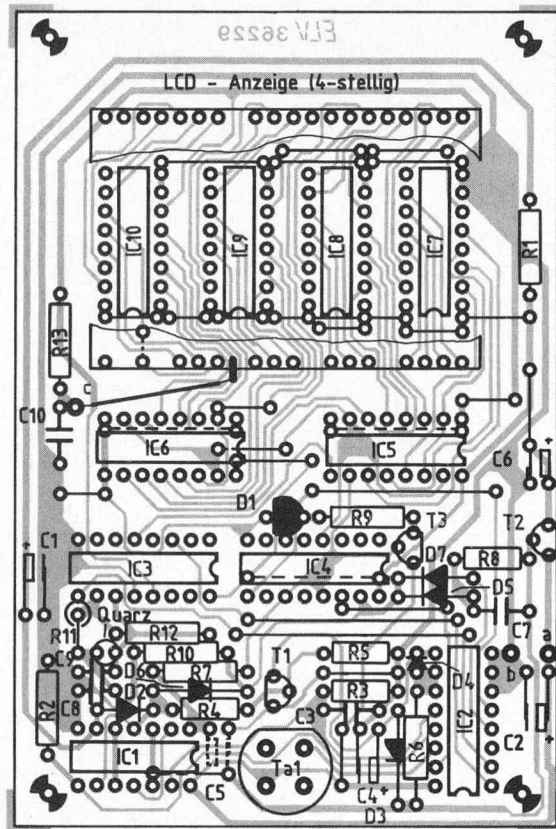 ELV 36229
LCD - Anzeige (4-stellig)
IC10
IC9
IC8
IC7
R1
R13
c
C10
IC6
IC5
C6
D1
R9
T3
T2
C1
IC3
IC4
D7
R8
D5
R11
Quarz
R12
C7
a
C9
R10
T1
R5
b
D6
R7
D4
D2
R2
C8
R4
R3
IC2
C3
C2
IC1
C5
Ta1
C4
R6
D3